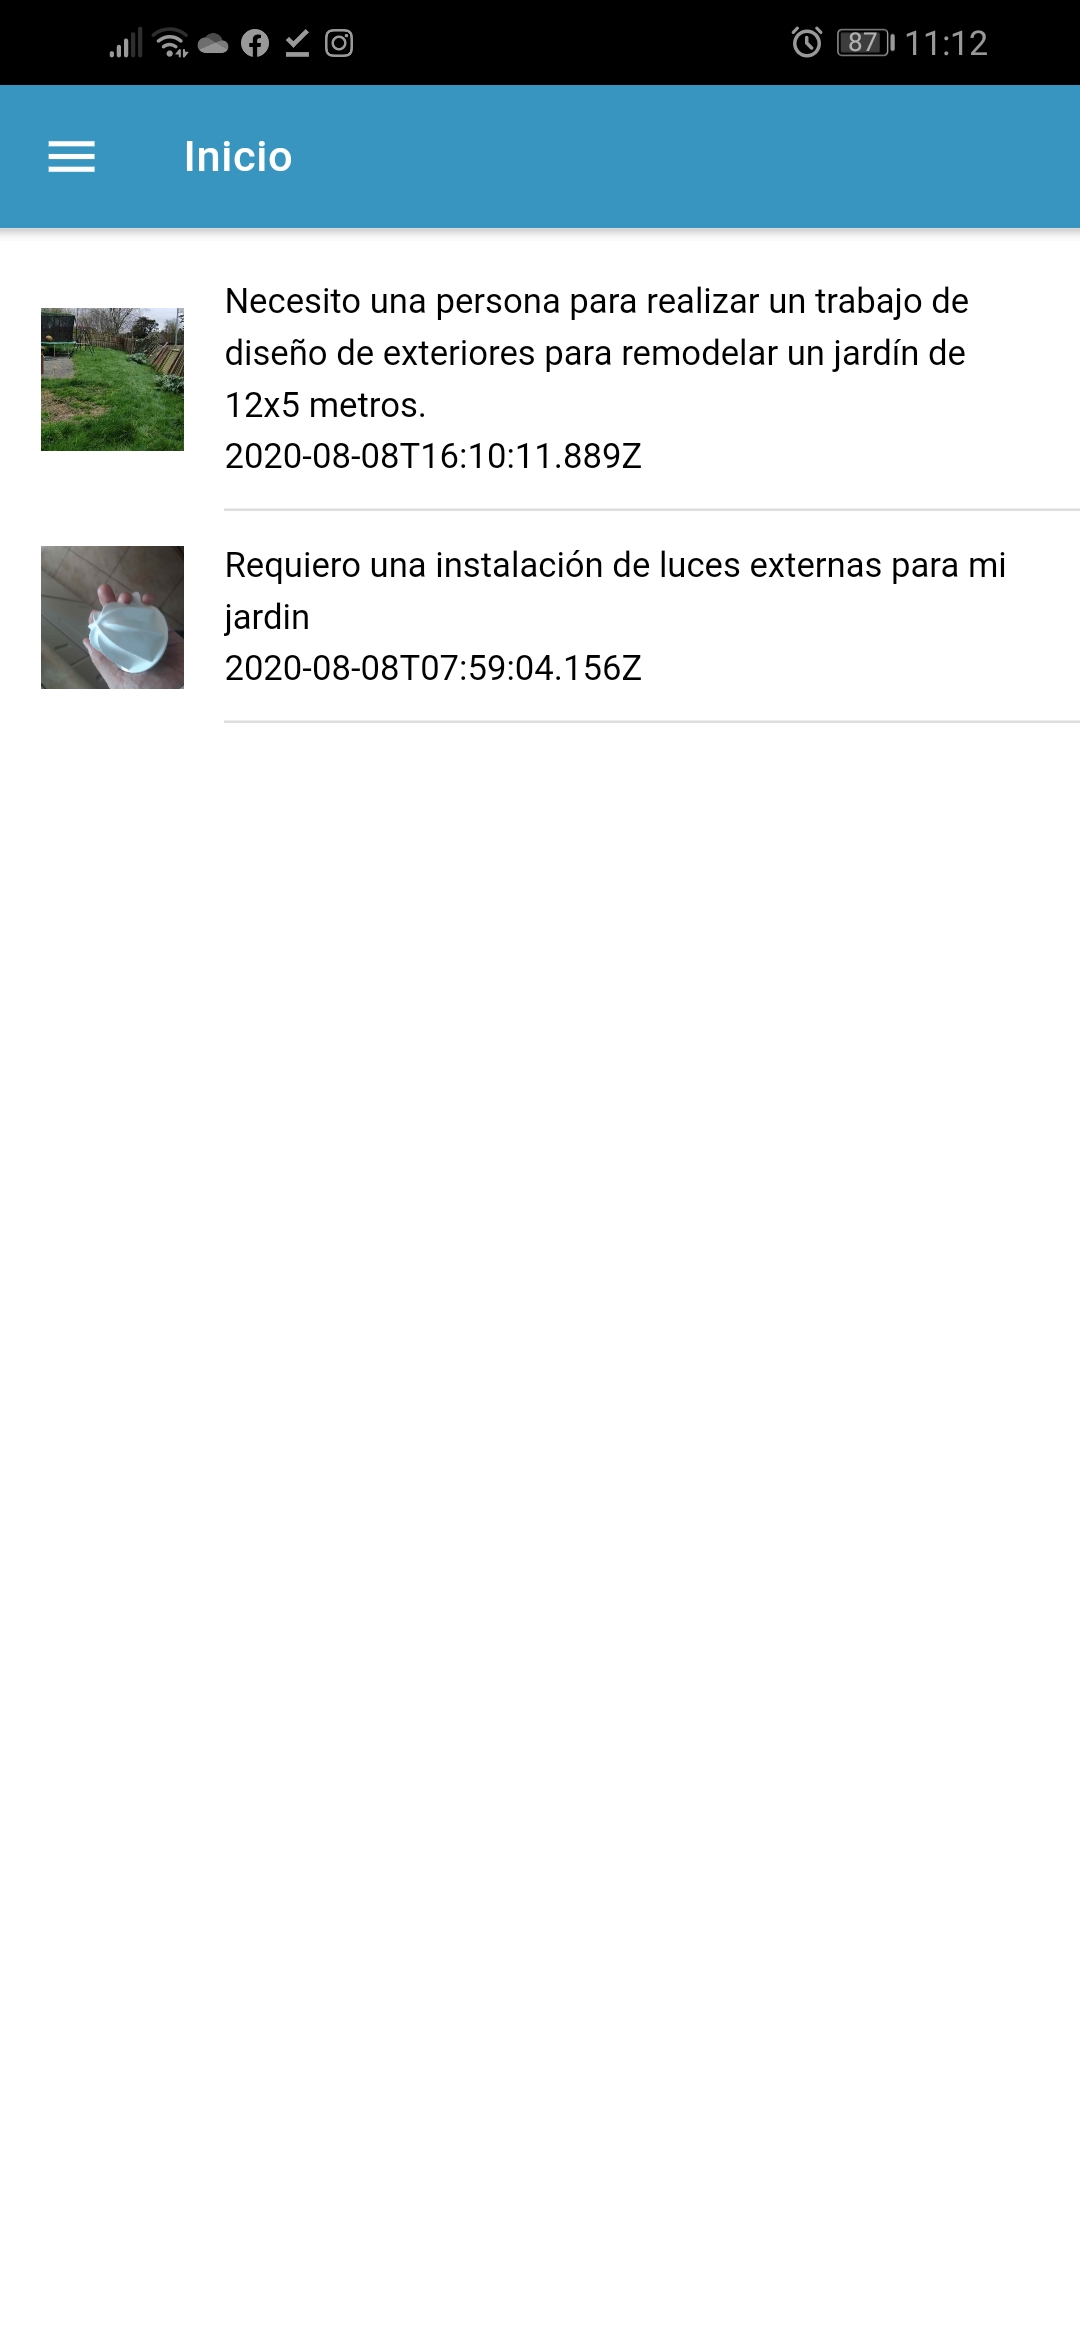 87 11:12
Inicio
Necesito una persona para realizar un trabajo de
diseño de exteriores para remodelar un jardín de
12x5 metros.
2020-08-08T16:10:11.889Z
Requiero una instalación de luces externas para mi
jardin
2020-08-08T07:59:04.156Z